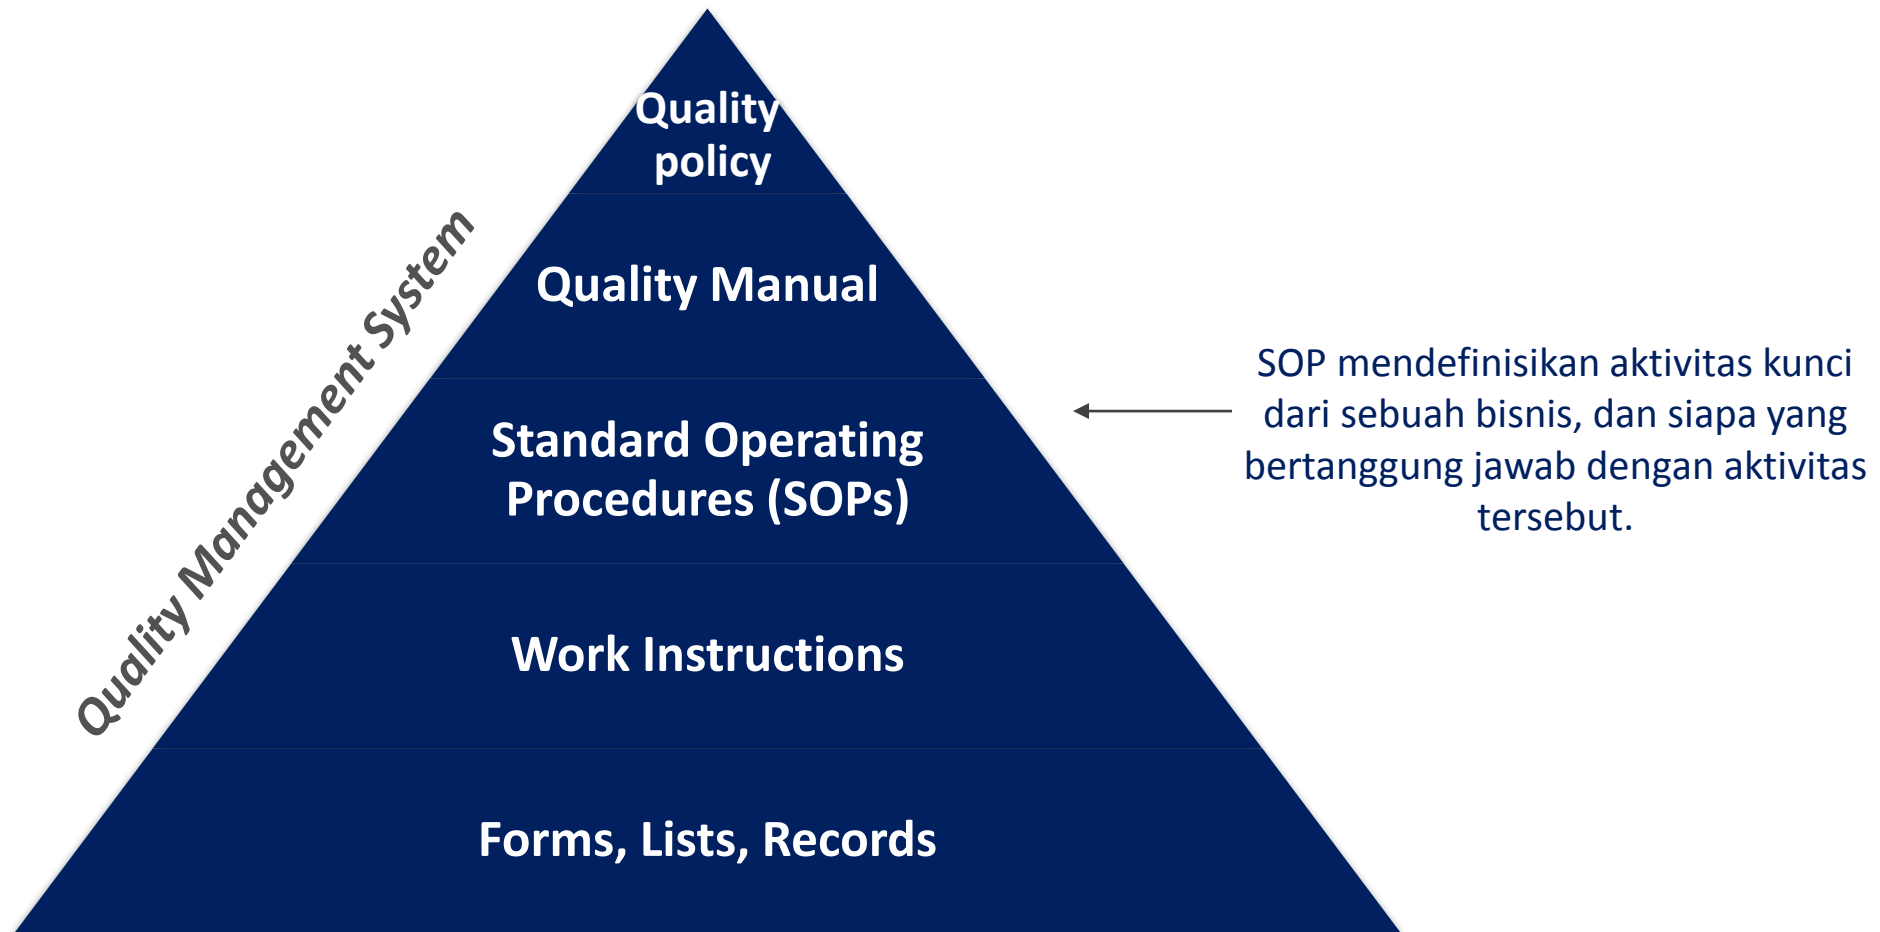 Quality
policy
Quality Management System
Quality Manual
Standard Operating
Procedures (SOPs)
SOP mendefinisikan aktivitas kunci
dari sebuah bisnis, dan siapa yang
bertanggung jawab dengan aktivitas
tersebut.
Work Instructions
Forms, Lists, Records